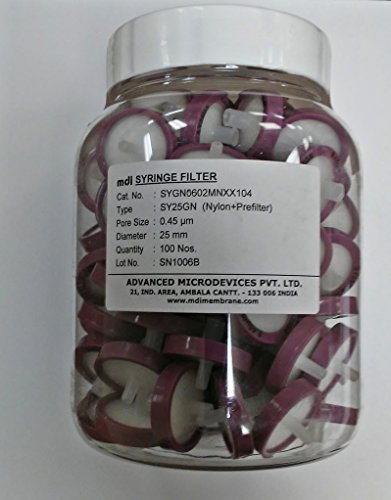 mdi SYRINGE FILTER
Cat. No. : SYGN0602MNXX104
Type : SY25GN (Nylon+Prefilter)
Pore Size : 0.45 µm
Diameter : 25 mm
Quantity : 100 Nos.
Lot No. : SN1006B
ADVANCED MICRODEVICES PVT. LTD.
21, IND. AREA, AMBALA CANTT. - 133 006 INDIA
www.mdimembrane.com